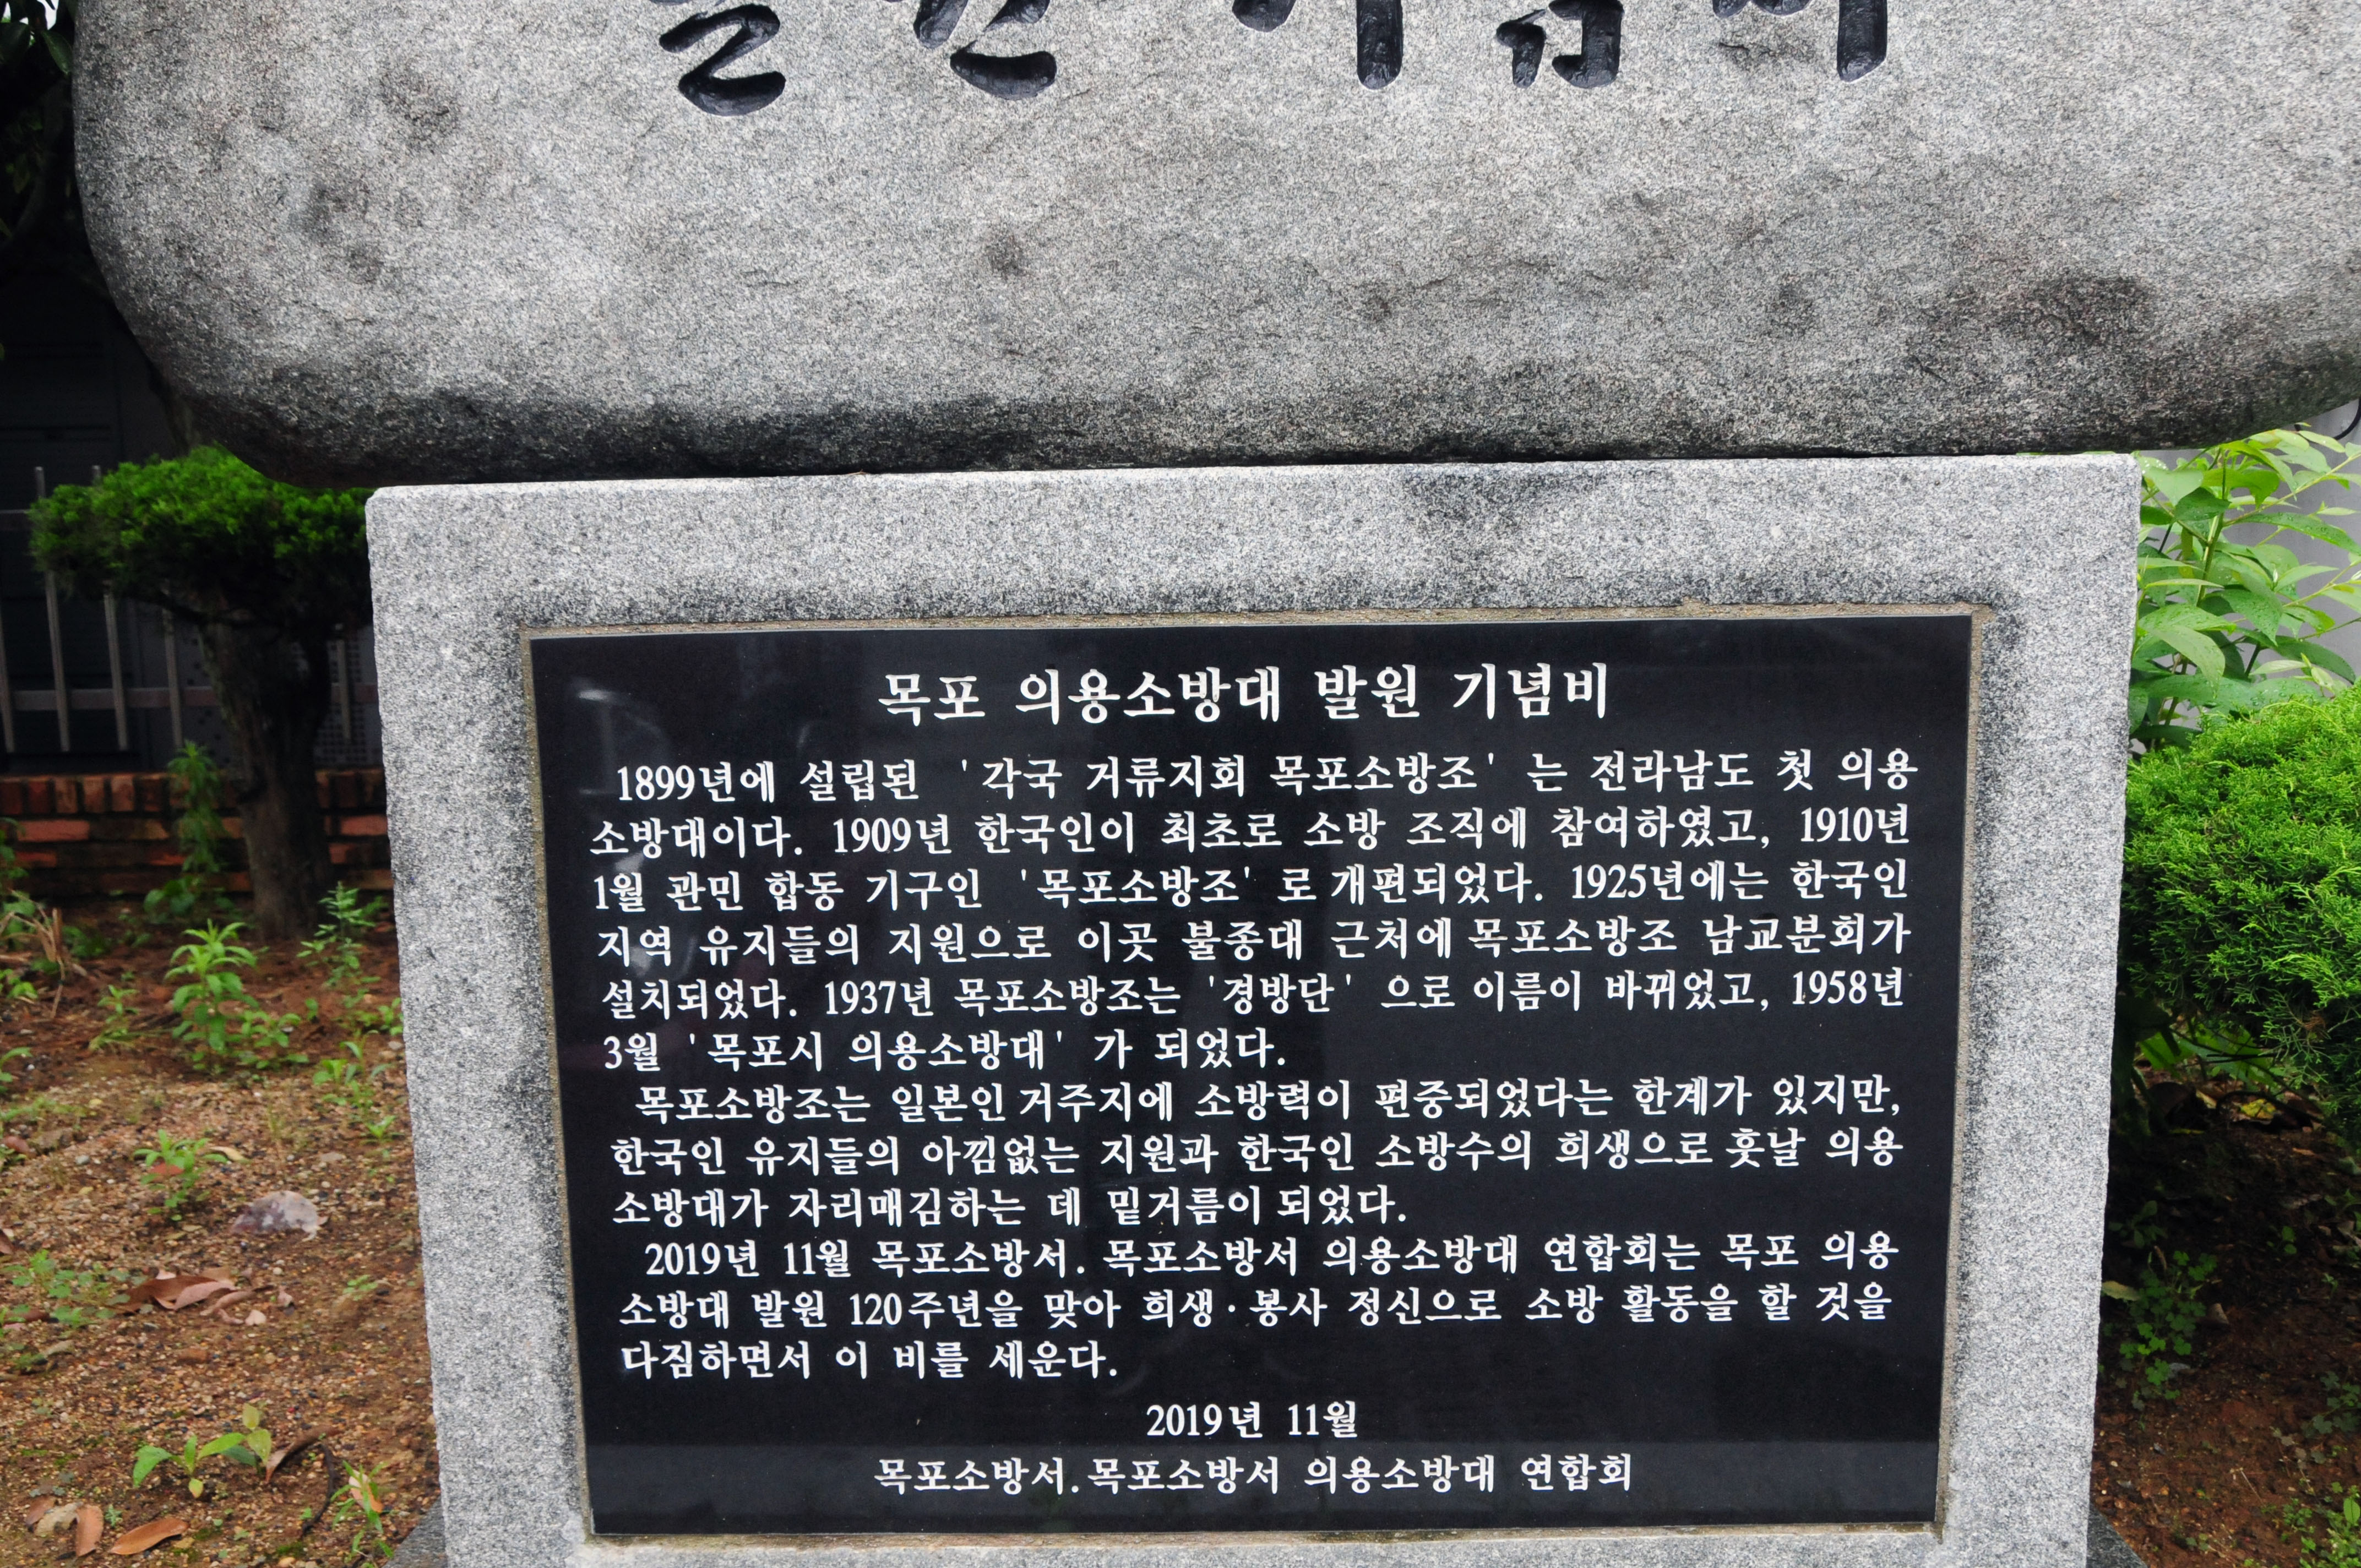 발원 기념비
목포 의용소방대 발원 기념비
1899년에 설립된 '각국 거류지회 목포소방조' 는 전라남도 첫 의용
소방대이다. 1909년 한국인이 최초로 소방 조직에 참여하였고, 1910년
1월 관민 합동 기구인 '목포소방조' 로 개편되었다. 1925년에는 한국인
지역 유지들의 지원으로 이곳 불종대 근처에 목포소방조 남교분회가
설치되었다. 1937년 목포소방조는 '경방단' 으로 이름이 바뀌었고, 1958년
3월 '목포시 의용소방대' 가 되었다.
목포소방조는 일본인 거주지에 소방력이 편중되었다는 한계가 있지만,
한국인 유지들의 아낌없는 지원과 한국인 소방수의 희생으로 훗날 의용
소방대가 자리매김하는 데 밑거름이 되었다.
2019년 11월 목포소방서. 목포소방서 의용소방대 연합회는 목포 의용
소방대 발원 120주년을 맞아 희생·봉사 정신으로 소방 활동을 할 것을
다짐하면서 이 비를 세운다.
2019년 11월
목포소방서.목포소방서 의용소방대 연합회